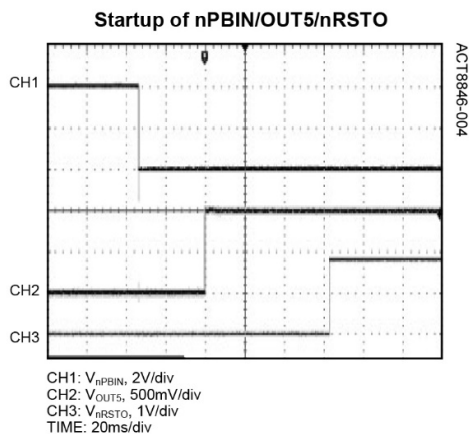 Startup of nPBIN/OUT5/nRSTO
ACT8846-004
CH1
CH2
CH3
CH1: VnPBIN, 2V/div
CH2: VOUT5, 500mV/div
CH3: VnRSTO, 1V/div
TIME: 20ms/div